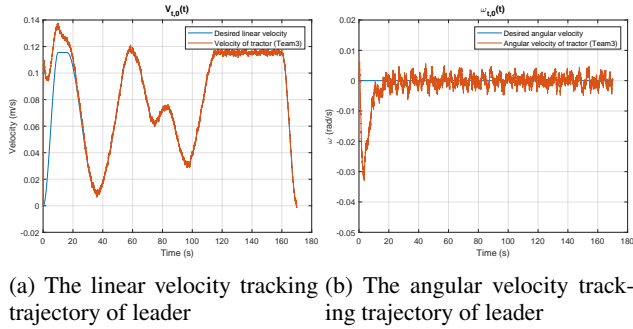 V_{t,0}(t)
Desired linear velocity
Velocity of tractor (Team3)
0.14
0.12
0.1
0.08
0.06
0.04
0.02
0
-0.02
Velocity (m/s)
0 20 40 60 80 100 120 140 160 180
Time (s)
ω_{t,0}(t)
Desired angular velocity
Angular velocity of tractor (Team3)
0.02
0.01
0
-0.01
-0.02
-0.03
-0.04
-0.05
ω (rad/s)
0 20 40 60 80 100 120 140 160 180
Time (s)
(a) The linear velocity tracking
trajectory of leader
(b) The angular velocity track-
ing trajectory of leader